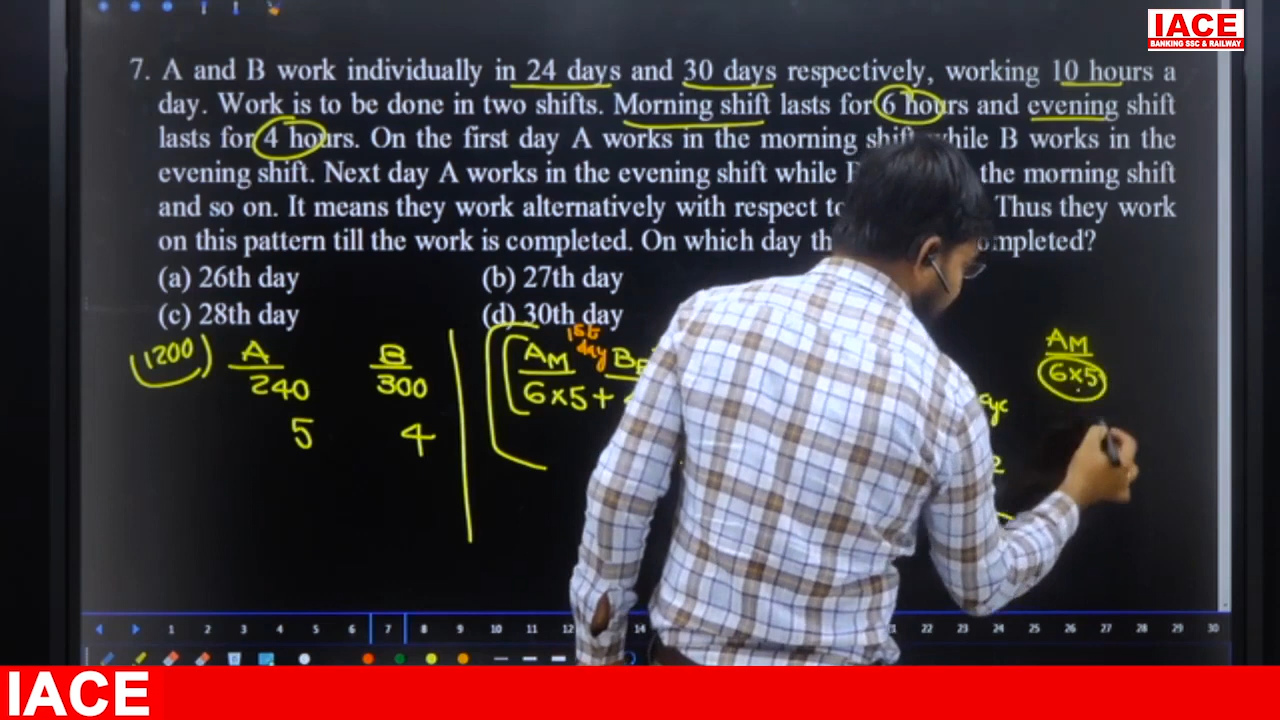 IACE
BANKING SSC & RAILWAY
7. A and B work individually in 24 days and 30 days respectively, working 10 hours a
day. Work is to be done in two shifts. Morning shift lasts for 6 hours and evening shift
lasts for 4 hours. On the first day A works in the morning shift while B works in the
evening shift. Next day A works in the evening shift while the morning shift
and so on. It means they work alternatively with respect to Thus they work
on this pattern till the work is completed. On which day completed?
(a) 26th day (b) 27th day
(c) 28th day (d) 30th day
1200 A B 1st day
240 300 AM
5 4 6×5+
AM
6×5
cyc
2
1 2 3 4 5 6 7 8 9 10 11 12 14 22 23 24 25 26 27 28 29 30
IACE